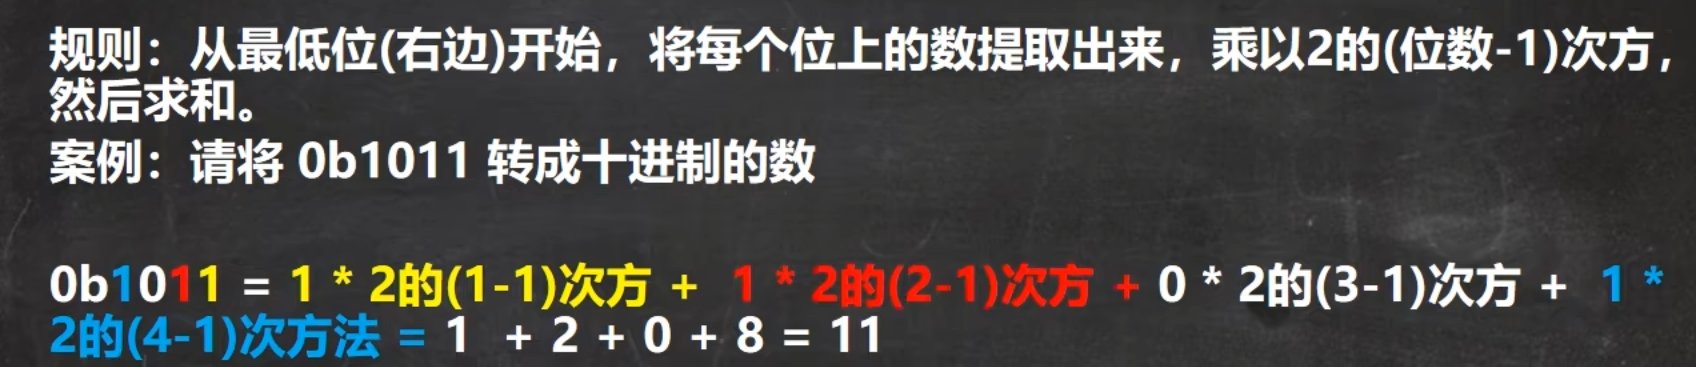 规则：从最低位(右边)开始，将每个位上的数提取出来，乘以2的(位数-1)次方，
然后求和。
案例：请将 0b1011 转成十进制的数
0b1011 = 1 * 2的(1-1)次方 + 1 * 2的(2-1)次方 + 0 * 2的(3-1)次方 + 1 *
2的(4-1)次方法 = 1 + 2 + 0 + 8 = 11